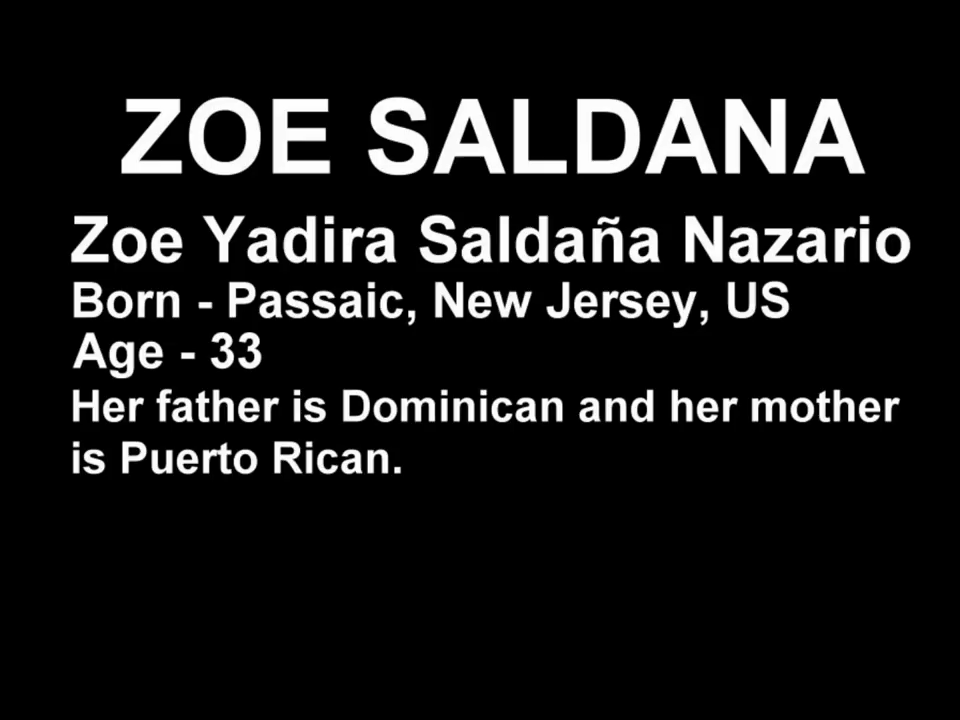 ZOE SALDANA
Zoe Yadira Saldaña Nazario
Born - Passaic, New Jersey, US
Age - 33
Her father is Dominican and her mother
is Puerto Rican.